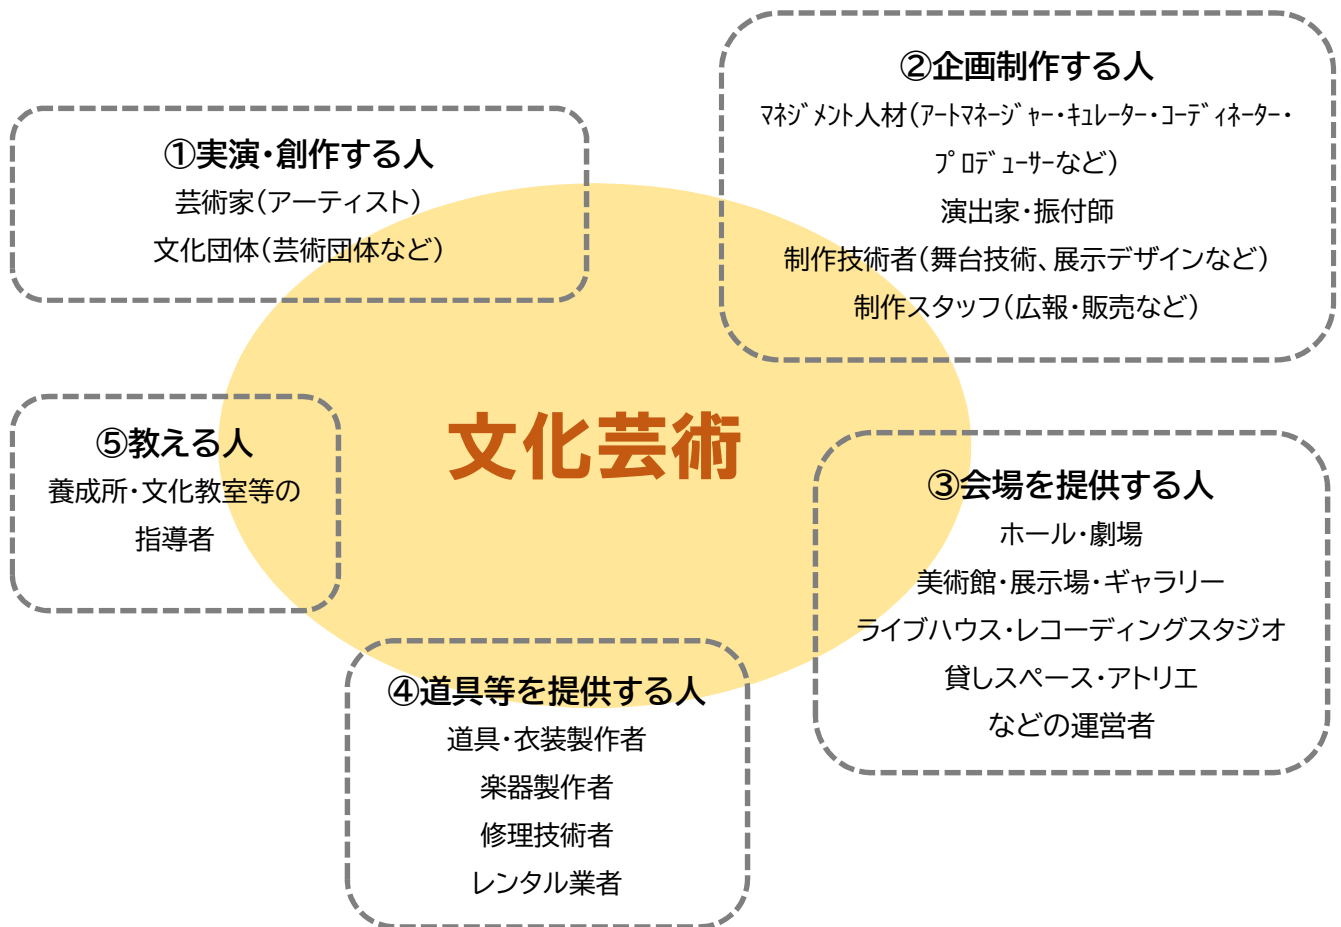 ①実演・創作する人
芸術家(アーティスト)
文化団体(芸術団体など)
②企画制作する人
ﾏﾈｼﾞﾒﾝﾄ人材(ｱｰﾄﾏﾈｰｼﾞｬｰ・ｷｭﾚｰﾀｰ・ｺｰﾃﾞｨﾈｰﾀｰ・
ﾌﾟﾛﾃﾞｭｰｻｰなど)
演出家・振付師
制作技術者(舞台技術、展示デザインなど)
制作スタッフ(広報・販売など)
文化芸術
③会場を提供する人
ホール・劇場
美術館・展示場・ギャラリー
ライブハウス・レコーディングスタジオ
貸しスペース・アトリエ
などの運営者
④道具等を提供する人
道具・衣装製作者
楽器製作者
修理技術者
レンタル業者
⑤教える人
養成所・文化教室等の
指導者